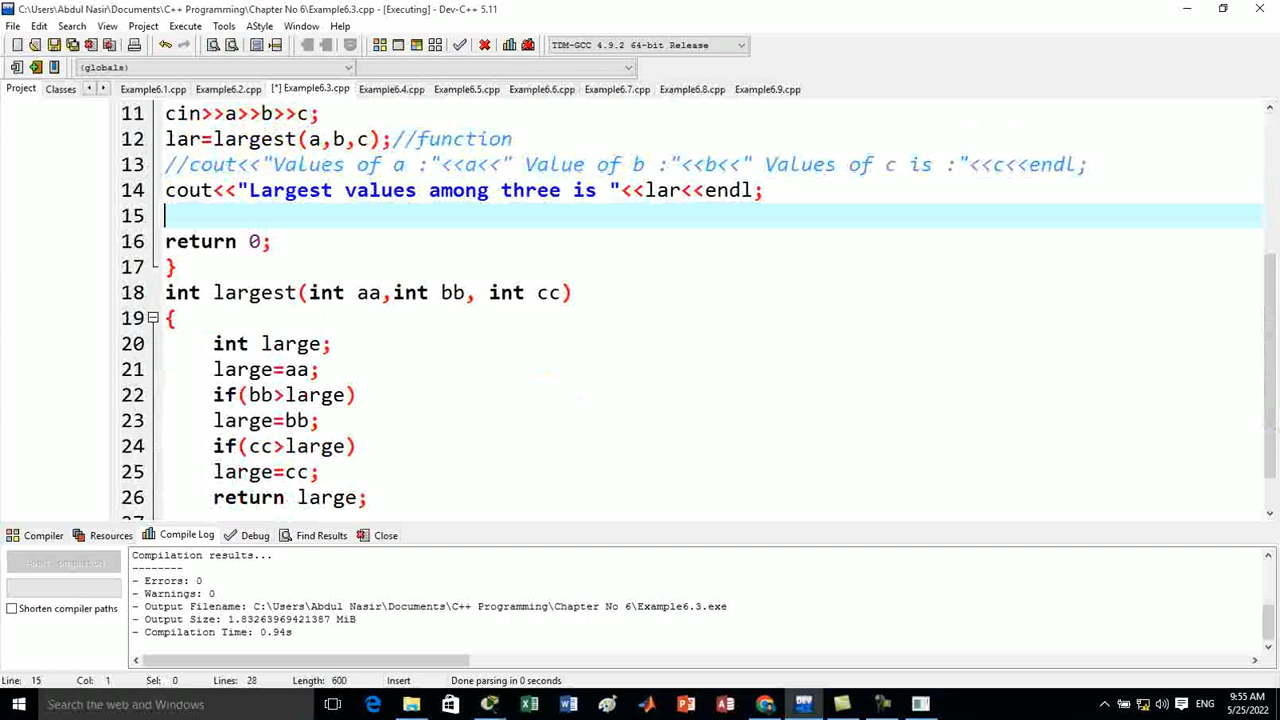 C:\Users\Abdul Nasir\Documents\C++ Programming\Chapter No 6\Example6.3.cpp - [Executing] - Dev-C++ 5.11
File Edit Search View Project Execute Tools AStyle Window Help
TDM-GCC 4.9.2 64-bit Release
(globals)
Project Classes Example6.1.cpp Example6.2.cpp [*] Example6.3.cpp Example6.4.cpp Example6.5.cpp Example6.6.cpp Example6.7.cpp Example6.8.cpp Example6.9.cpp
11 cin>>a>>b>>c;
12 lar=largest(a,b,c);//function
13 //cout<<"Values of a :"<<a<<" Value of b :"<<b<<" Values of c is :"<<c<<endl;
14 cout<<"Largest values among three is "<<lar<<endl;
15
16 return 0;
17 }
18 int largest(int aa,int bb, int cc)
19 {
20 int large;
21 large=aa;
22 if(bb>large)
23 large=bb;
24 if(cc>large)
25 large=cc;
26 return large;
Compiler Resources Compile Log Debug Find Results Close
Abort Compilation
Shorten compiler paths
Compilation results...
--------
- Errors: 0
- Warnings: 0
- Output Filename: C:\Users\Abdul Nasir\Documents\C++ Programming\Chapter No 6\Example6.3.exe
- Output Size: 1.83263969421387 MiB
- Compilation Time: 0.94s
Line: 15 Col: 1 Sel: 0 Lines: 28 Length: 600 Insert Done parsing in 0 seconds
Search the web and Windows
ENG
9:55 AM
5/25/2022